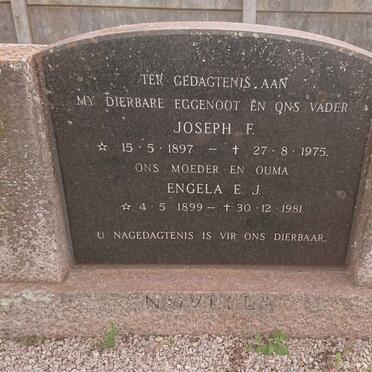 TER GEDAGTENIS AAN
MY DIERBARE EGGENOOT EN ONS VADER
JOSEPH F.
☆ 15·5·1897 – ✝ 27·8·1975.
ONS MOEDER EN OUMA
ENGELA E. J.
☆ 4·5·1899 – ✝ 30·12·1981
U NAGEDAGTENIS IS VIR ONS DIERBAAR.